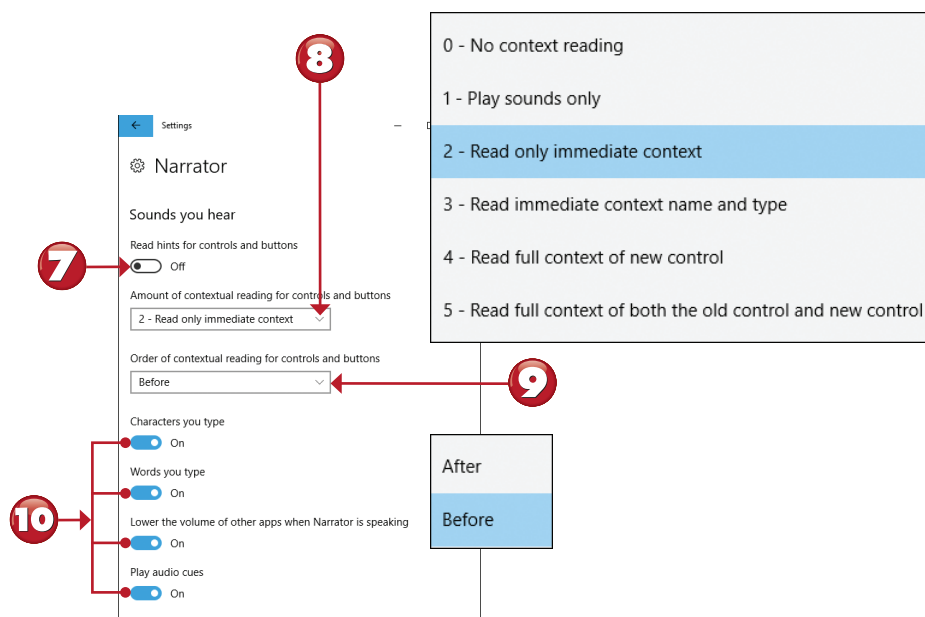 8
0 - No context reading
1 - Play sounds only
2 - Read only immediate context
3 - Read immediate context name and type
4 - Read full context of new control
5 - Read full context of both the old control and new control
Settings
Narrator
Sounds you hear
Read hints for controls and buttons
7
Off
Amount of contextual reading for controls and buttons
2 - Read only immediate context
Order of contextual reading for controls and buttons
Before
9
Characters you type
On
After
Before
Words you type
On
10
Lower the volume of other apps when Narrator is speaking
On
Play audio cues
On